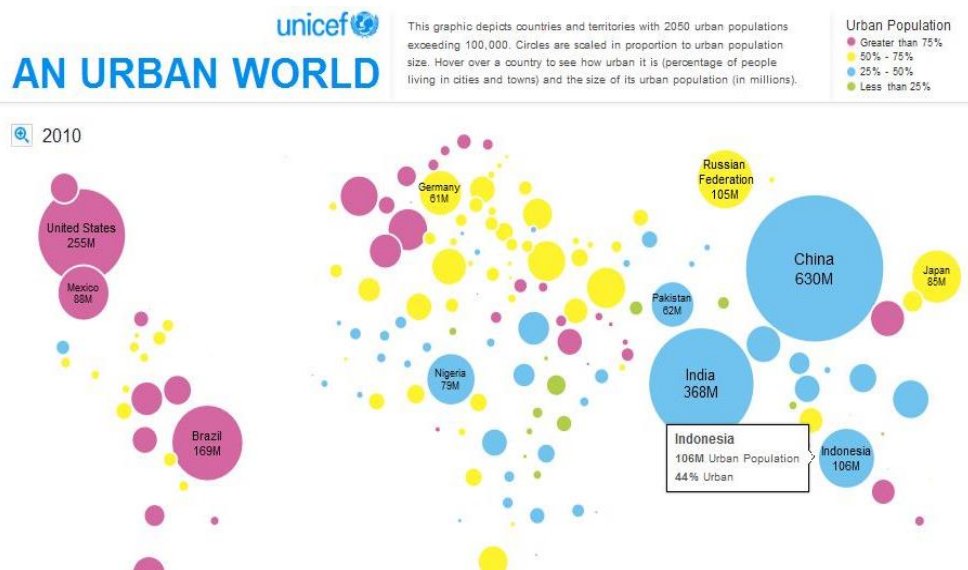 unicef
AN URBAN WORLD
This graphic depicts countries and territories with 2050 urban populations
exceeding 100,000. Circles are scaled in proportion to urban population
size. Hover over a country to see how urban it is (percentage of people
living in cities and towns) and the size of its urban population (in millions).
Urban Population
Greater than 75%
50% - 75%
25% - 50%
Less than 25%
2010
United States
255M
Mexico
88M
Brazil
169M
Germany
61M
Nigeria
79M
Russian
Federation
105M
China
630M
Japan
85M
Pakistan
62M
India
368M
Indonesia
106M Urban Population
44% Urban
Indonesia
106M